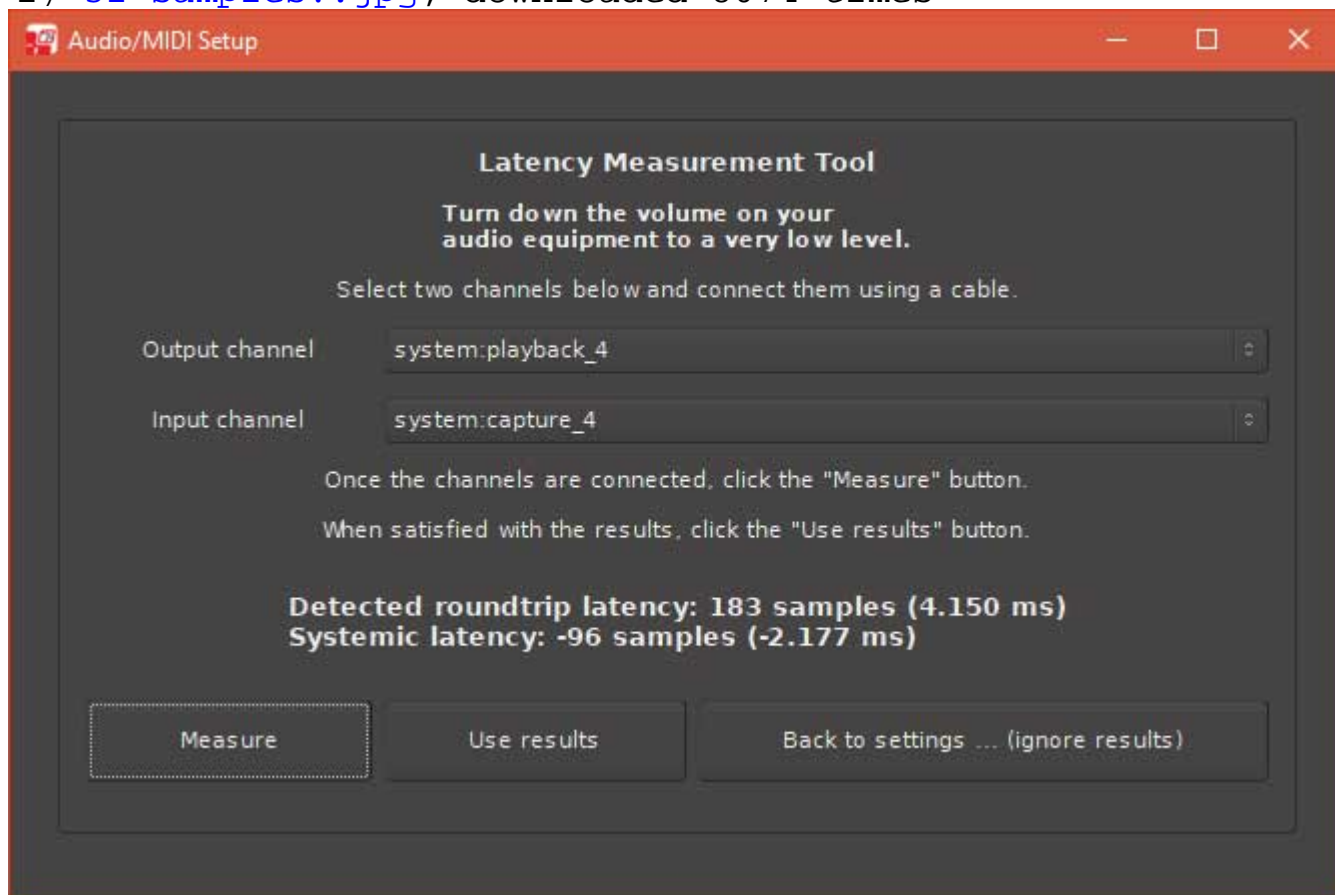 Audio/MIDI Setup
Latency Measurement Tool
Turn down the volume on your
audio equipment to a very low level.
Select two channels below and connect them using a cable.
Output channel system:playback_4
Input channel system:capture_4
Once the channels are connected, click the "Measure" button.
When satisfied with the results, click the "Use results" button.
Detected roundtrip latency: 183 samples (4.150 ms)
Systemic latency: -96 samples (-2.177 ms)
Measure Use results Back to settings ... (ignore results)